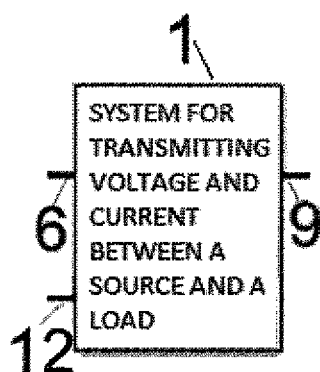 1
SYSTEM FOR
TRANSMITTING
VOLTAGE AND
6
9
CURRENT
BETWEEN A
SOURCE AND A
LOAD
12